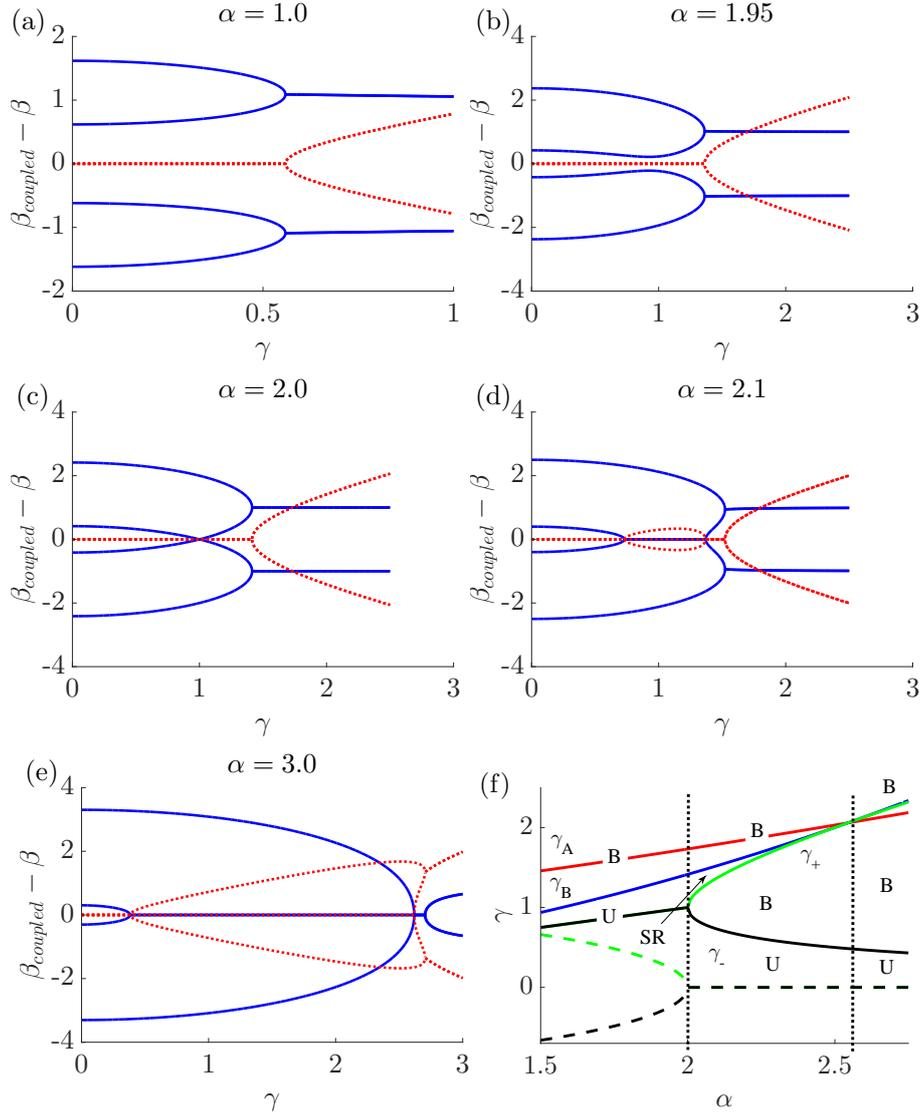 (a) α = 1.0
2
1
0
-1
-2
β_coupled − β
0 0.5 1
γ
(b) α = 1.95
4
2
0
-2
-4
β_coupled − β
0 1 2 3
γ
(c) α = 2.0
4
2
0
-2
-4
β_coupled − β
0 1 2 3
γ
(d) α = 2.1
4
2
0
-2
-4
β_coupled − β
0 1 2 3
γ
(e) α = 3.0
4
2
0
-2
-4
β_coupled − β
0 1 2 3
γ
(f)
B
2
γ_A B B
γ_+
γ_B B
1
γ
U B
SR
γ_- U U
0
1.5 2 2.5
α